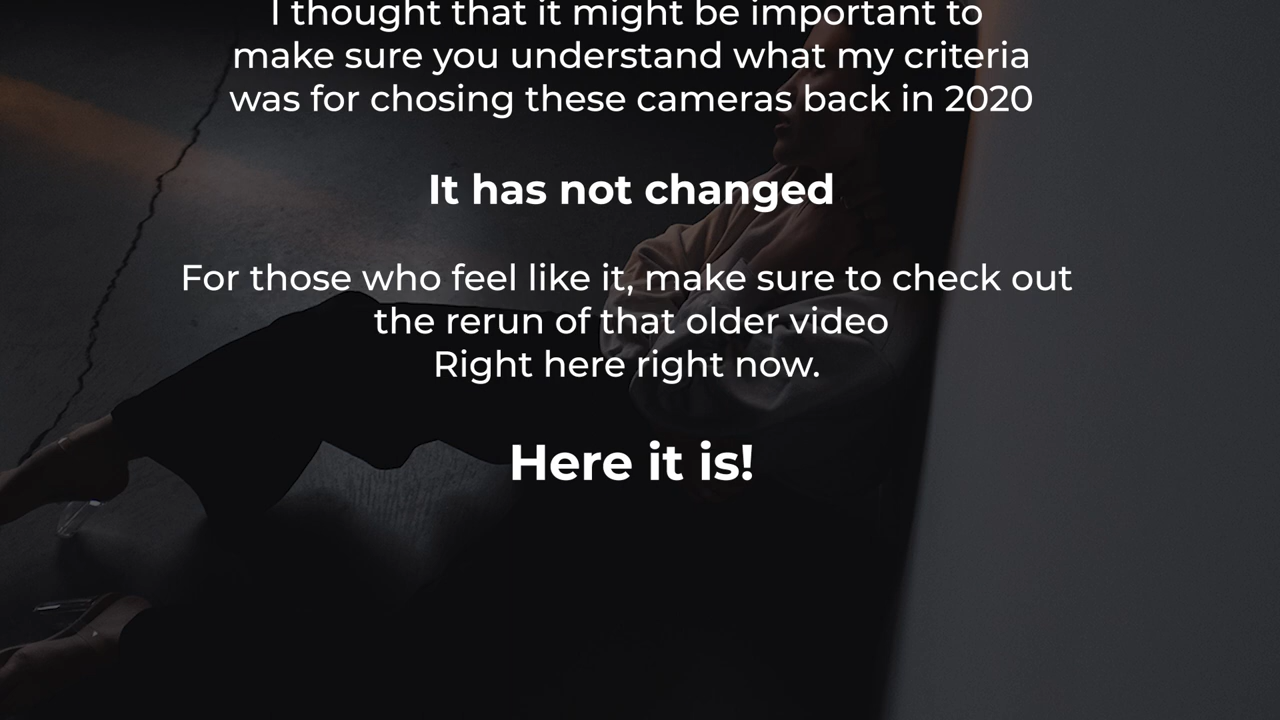 I thought that it might be important to
make sure you understand what my criteria
was for chosing these cameras back in 2020
It has not changed
For those who feel like it, make sure to check out
the rerun of that older video
Right here right now.
Here it is!